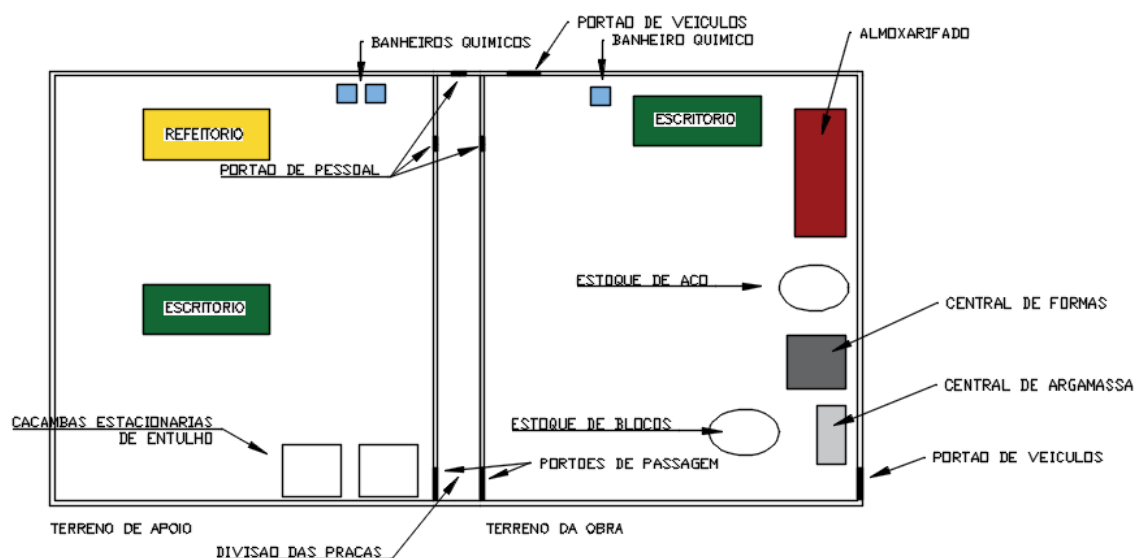 PORTAO DE VEICULOS
BANHEIROS QUIMICOS
BANHEIRO QUIMICO
ALMOXARIFADO
REFEITORIO
ESCRITORIO
PORTAO DE PESSOAL
ESTOQUE DE ACO
ESCRITORIO
CENTRAL DE FORMAS
CENTRAL DE ARGAMASSA
CACAMBAS ESTACIONARIAS
DE ENTULHO
ESTOQUE DE BLOCOS
PORTOES DE PASSAGEM
PORTAO DE VEICULOS
TERRENO DE APOIO
TERRENO DA OBRA
DIVISAO DAS PRACAS